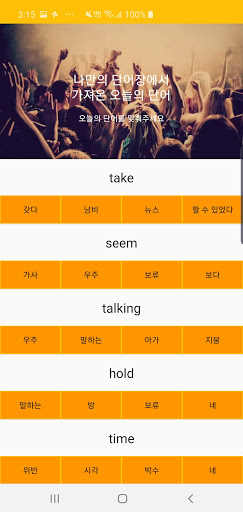 3:15 100%
나만의 단어장에서
가져온 오늘의 단어
오늘의 단어를 맞춰주세요
take
갖다 낭비 뉴스 할 수 있었다
seem
가사 우주 보류 보다
talking
우주 말하는 아가 지붕
hold
말하는 방 보류 네
time
위반 시각 박수 네